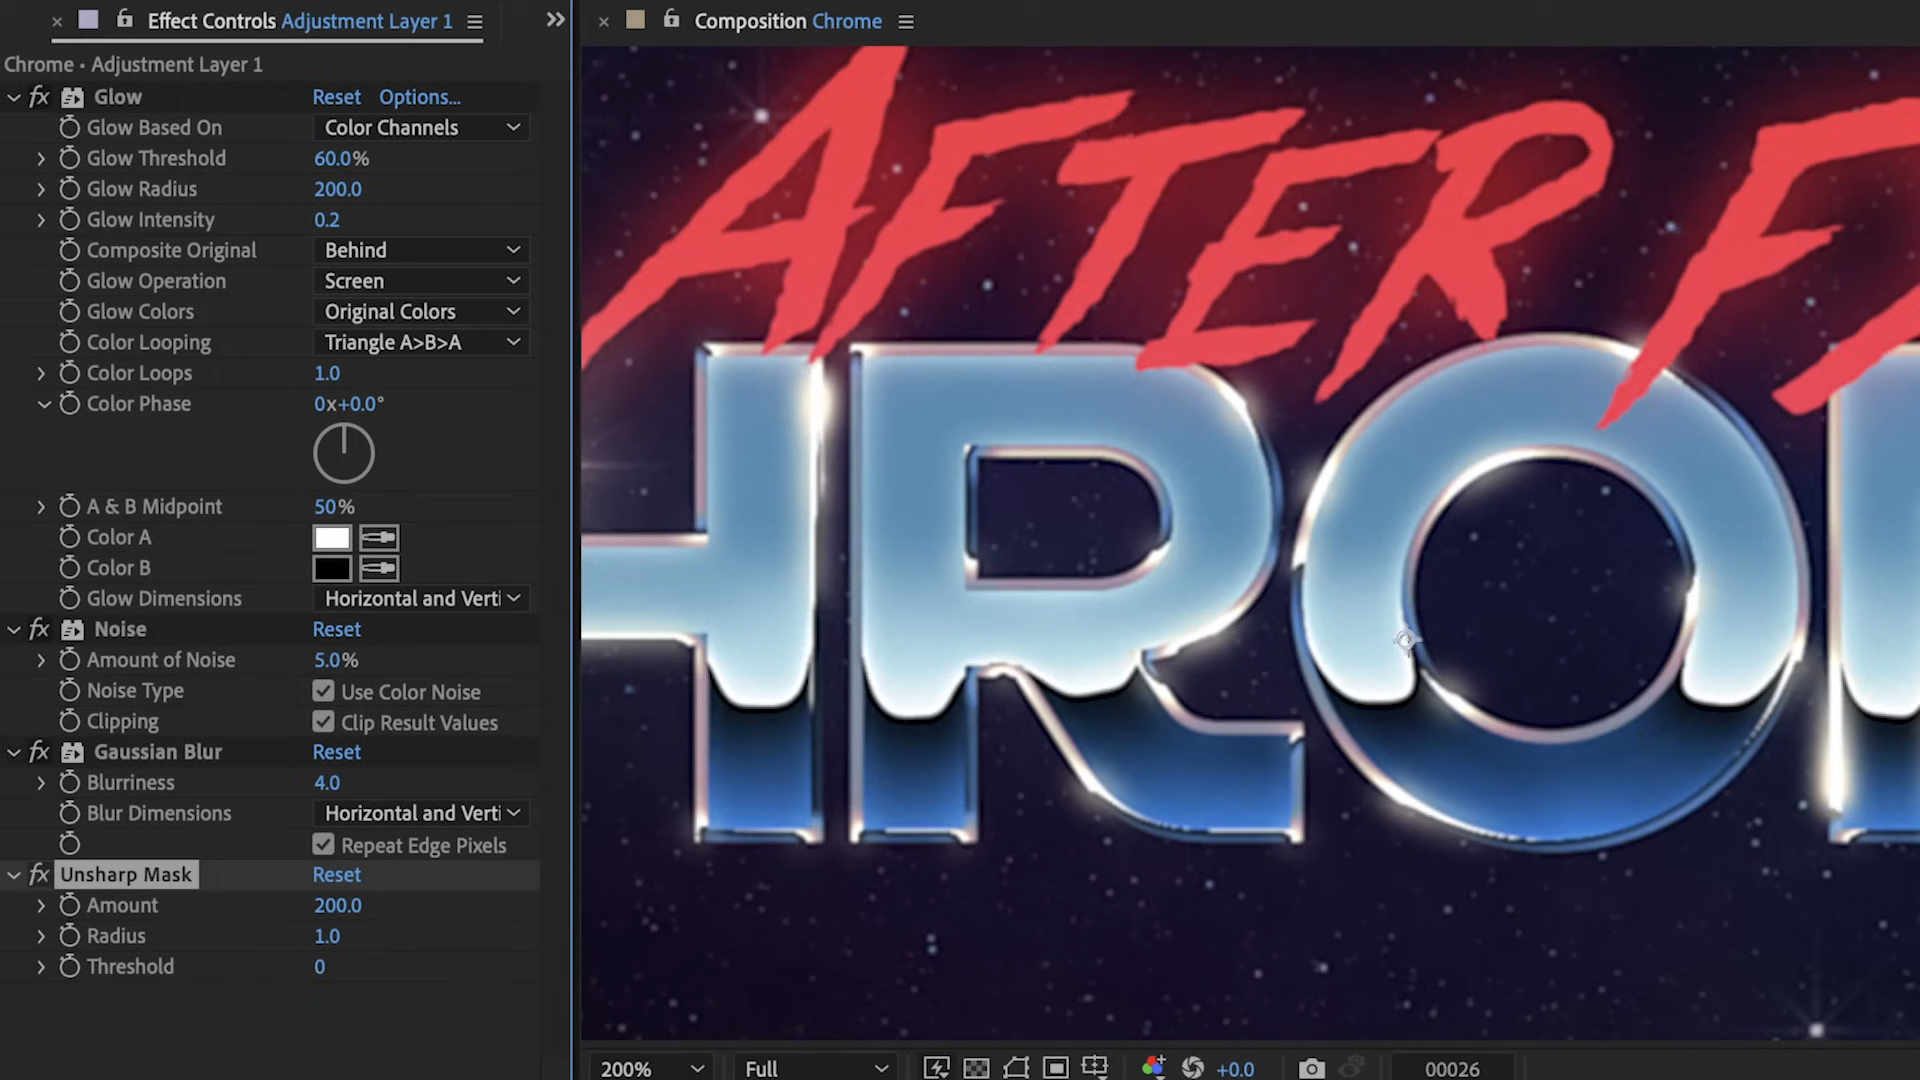 Effect Controls Adjustment Layer 1
Chrome • Adjustment Layer 1
fx Glow Reset Options...
Glow Based On Color Channels
Glow Threshold 60.0%
Glow Radius 200.0
Glow Intensity 0.2
Composite Original Behind
Glow Operation Screen
Glow Colors Original Colors
Color Looping Triangle A>B>A
Color Loops 1.0
Color Phase 0x+0.0°
A & B Midpoint 50%
Color A
Color B
Glow Dimensions Horizontal and Verti
fx Noise Reset
Amount of Noise 5.0%
Noise Type Use Color Noise
Clipping Clip Result Values
fx Gaussian Blur Reset
Blurriness 4.0
Blur Dimensions Horizontal and Verti
Repeat Edge Pixels
fx Unsharp Mask Reset
Amount 200.0
Radius 1.0
Threshold 0
Composition Chrome
AFTER F
HRO
200% Full +0.0 00026